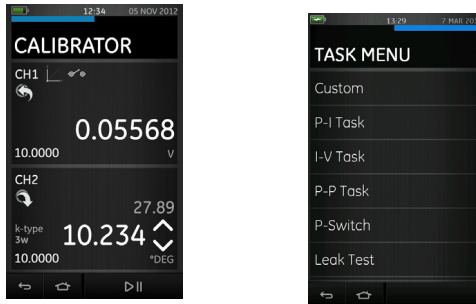 12:34 05 NOV 2012
CALIBRATOR
CH1
0.05568
10.0000 V
CH2
27.89
k-type
3w
10.234
10.0000 °DEG
13:29 7 MAR 201
TASK MENU
Custom
P-I Task
I-V Task
P-P Task
P-Switch
Leak Test